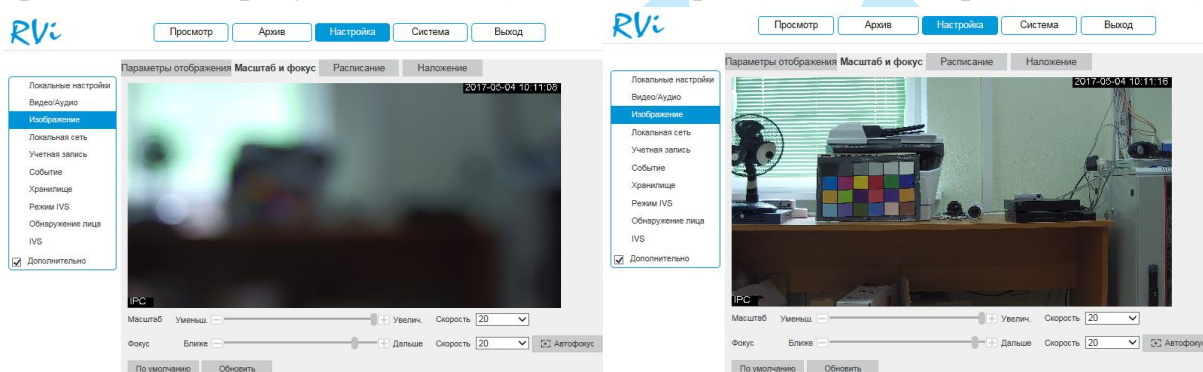 RVi
Просмотр Архив Настройка Система Выход
Параметры отображения Масштаб и фокус Расписание Наложение
Локальные настройки
Видео/Аудио
Изображение
Локальная сеть
Учетная запись
Событие
Хранилище
Режим IVS
Обнаружение лица
IVS
Дополнительно
2017-05-04 10:11:08
IPC
Масштаб Уменьш. Увелич. Скорость 20
Фокус Ближе Дальше Скорость 20 Автофокус
По умолчанию Обновить
RVi
Просмотр Архив Настройка Система Выход
Параметры отображения Масштаб и фокус Расписание Наложение
Локальные настройки
Видео/Аудио
Изображение
Локальная сеть
Учетная запись
Событие
Хранилище
Режим IVS
Обнаружение лица
IVS
Дополнительно
2017-05-04 10:11:16
IPC
Масштаб Уменьш. Увелич. Скорость 20
Фокус Ближе Дальше Скорость 20 Автофокус
По умолчанию Обновить